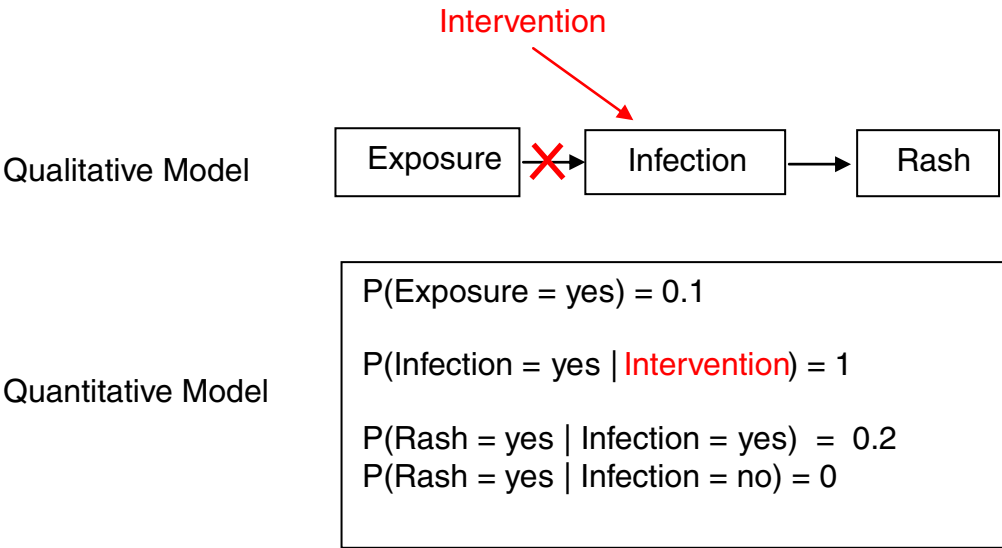 Intervention
Qualitative Model
Exposure
Infection
Rash
Quantitative Model
P(Exposure = yes) = 0.1
P(Infection = yes | Intervention) = 1
P(Rash = yes | Infection = yes)  =  0.2
P(Rash = yes | Infection = no) = 0